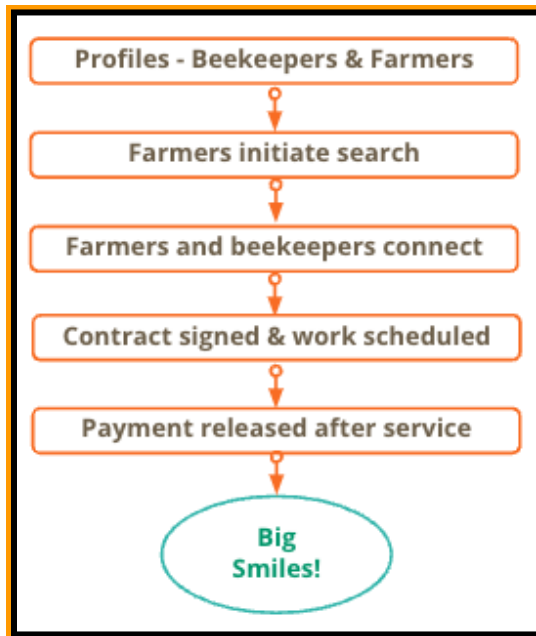 Profiles - Beekeepers & Farmers
Farmers initiate search
Farmers and beekeepers connect
Contract signed & work scheduled
Payment released after service
Big
Smiles!